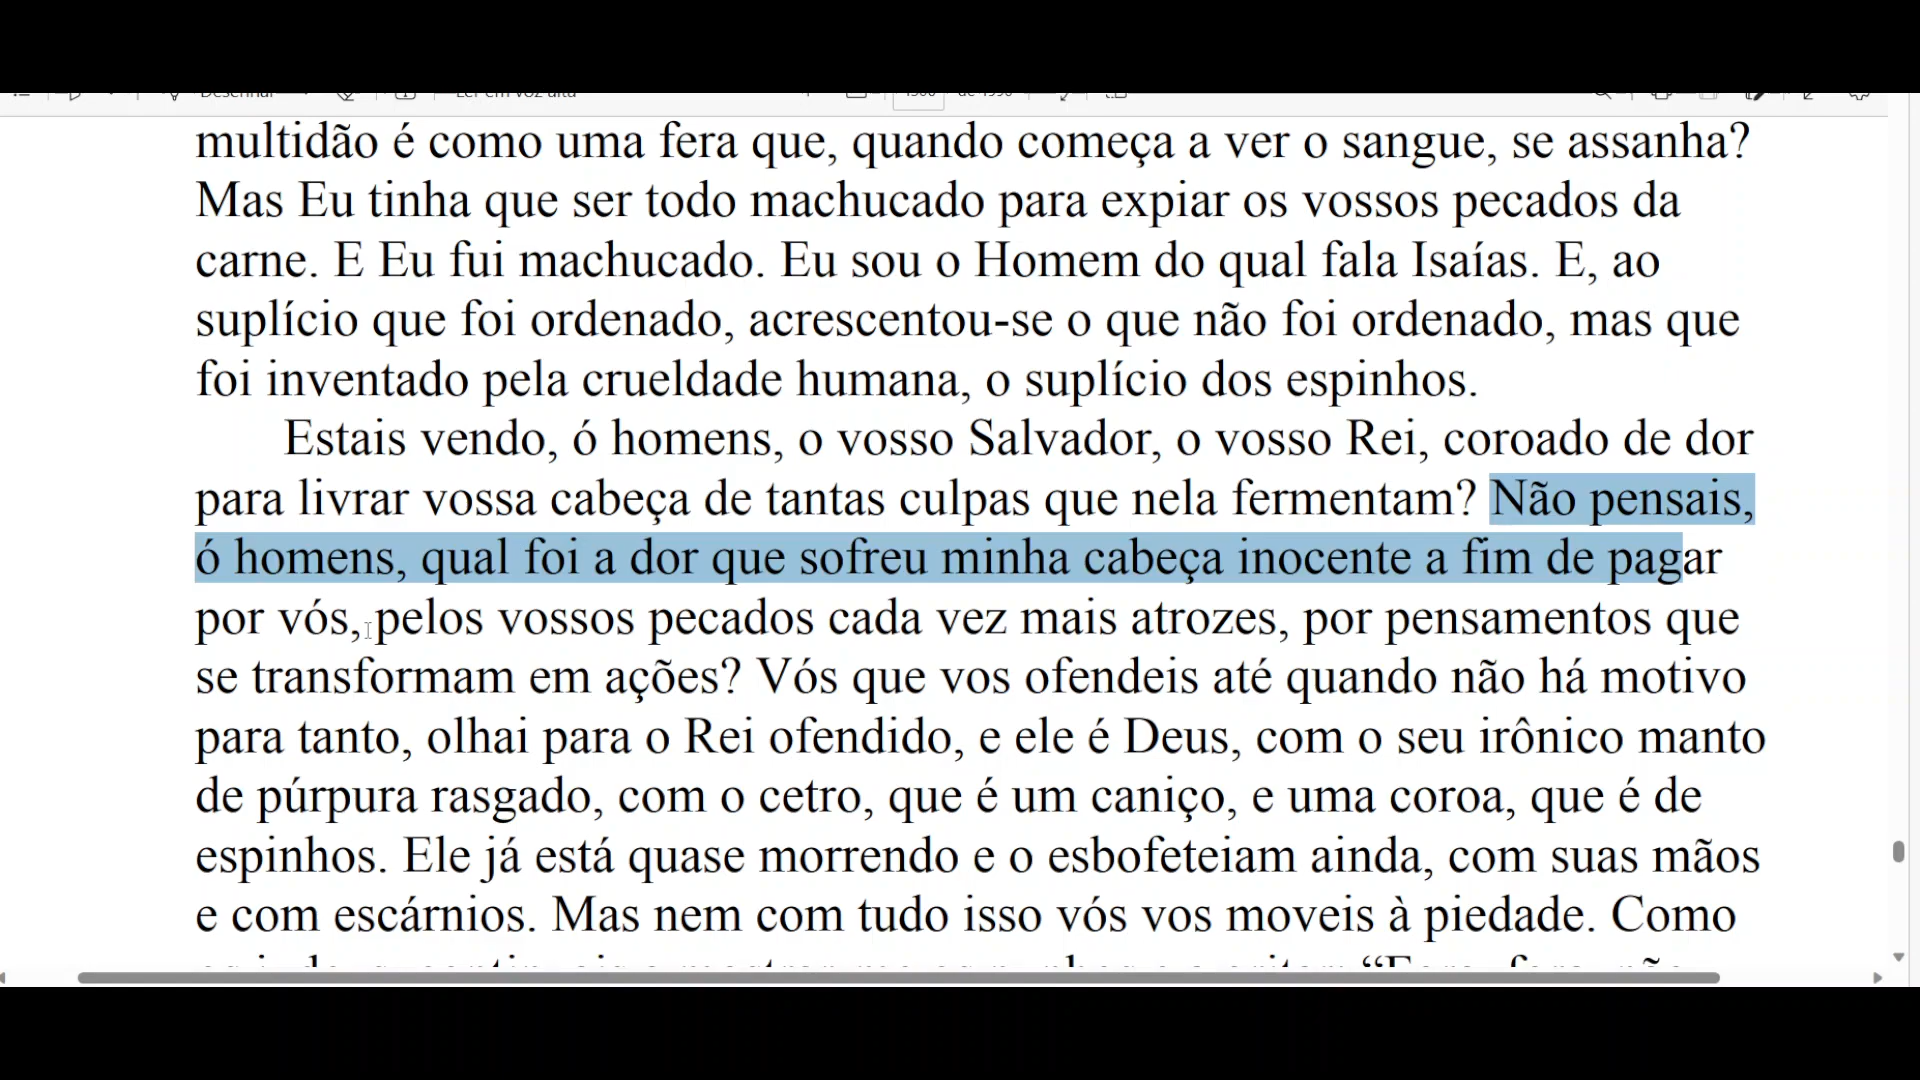 multidão é como uma fera que, quando começa a ver o sangue, se assanha?
Mas Eu tinha que ser todo machucado para expiar os vossos pecados da
carne. E Eu fui machucado. Eu sou o Homem do qual fala Isaías. E, ao
suplício que foi ordenado, acrescentou-se o que não foi ordenado, mas que
foi inventado pela crueldade humana, o suplício dos espinhos.
Estais vendo, ó homens, o vosso Salvador, o vosso Rei, coroado de dor
para livrar vossa cabeça de tantas culpas que nela fermentam? Não pensais,
ó homens, qual foi a dor que sofreu minha cabeça inocente a fim de pagar
por vós, pelos vossos pecados cada vez mais atrozes, por pensamentos que
se transformam em ações? Vós que vos ofendeis até quando não há motivo
para tanto, olhai para o Rei ofendido, e ele é Deus, com o seu irônico manto
de púrpura rasgado, com o cetro, que é um caniço, e uma coroa, que é de
espinhos. Ele já está quase morrendo e o esbofeteiam ainda, com suas mãos
e com escárnios. Mas nem com tudo isso vós vos moveis à piedade. Como